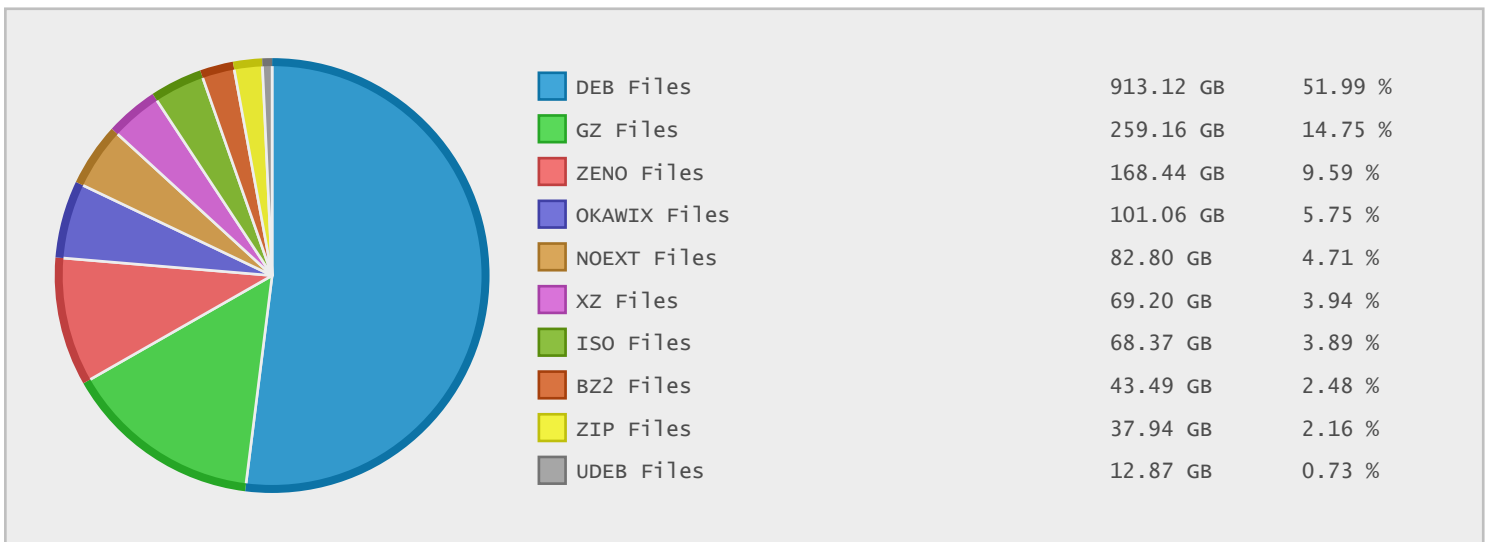 DEB Files 913.12 GB 51.99 %
GZ Files 259.16 GB 14.75 %
ZENO Files 168.44 GB 9.59 %
OKAWIX Files 101.06 GB 5.75 %
NOEXT Files 82.80 GB 4.71 %
XZ Files 69.20 GB 3.94 %
ISO Files 68.37 GB 3.89 %
BZ2 Files 43.49 GB 2.48 %
ZIP Files 37.94 GB 2.16 %
UDEB Files 12.87 GB 0.73 %